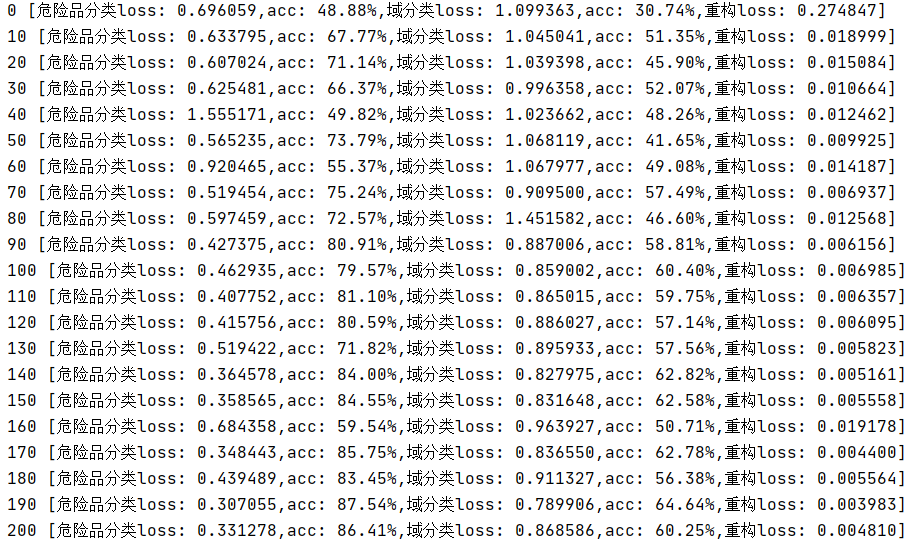 0 [危险品分类loss: 0.696059,acc: 48.88%,域分类loss: 1.099363,acc: 30.74%,重构loss: 0.274847]
10 [危险品分类loss: 0.633795,acc: 67.77%,域分类loss: 1.045041,acc: 51.35%,重构loss: 0.018999]
20 [危险品分类loss: 0.607024,acc: 71.14%,域分类loss: 1.039398,acc: 45.90%,重构loss: 0.015084]
30 [危险品分类loss: 0.625481,acc: 66.37%,域分类loss: 0.996358,acc: 52.07%,重构loss: 0.010664]
40 [危险品分类loss: 1.555171,acc: 49.82%,域分类loss: 1.023662,acc: 48.26%,重构loss: 0.012462]
50 [危险品分类loss: 0.565235,acc: 73.79%,域分类loss: 1.068119,acc: 41.65%,重构loss: 0.009925]
60 [危险品分类loss: 0.920465,acc: 55.37%,域分类loss: 1.067977,acc: 49.08%,重构loss: 0.014187]
70 [危险品分类loss: 0.519454,acc: 75.24%,域分类loss: 0.909500,acc: 57.49%,重构loss: 0.006937]
80 [危险品分类loss: 0.597459,acc: 72.57%,域分类loss: 1.451582,acc: 46.60%,重构loss: 0.012568]
90 [危险品分类loss: 0.427375,acc: 80.91%,域分类loss: 0.887006,acc: 58.81%,重构loss: 0.006156]
100 [危险品分类loss: 0.462935,acc: 79.57%,域分类loss: 0.859002,acc: 60.40%,重构loss: 0.006985]
110 [危险品分类loss: 0.407752,acc: 81.10%,域分类loss: 0.865015,acc: 59.75%,重构loss: 0.006357]
120 [危险品分类loss: 0.415756,acc: 80.59%,域分类loss: 0.886027,acc: 57.14%,重构loss: 0.006095]
130 [危险品分类loss: 0.519422,acc: 71.82%,域分类loss: 0.895933,acc: 57.56%,重构loss: 0.005823]
140 [危险品分类loss: 0.364578,acc: 84.00%,域分类loss: 0.827975,acc: 62.82%,重构loss: 0.005161]
150 [危险品分类loss: 0.358565,acc: 84.55%,域分类loss: 0.831648,acc: 62.58%,重构loss: 0.005558]
160 [危险品分类loss: 0.684358,acc: 59.54%,域分类loss: 0.963927,acc: 50.71%,重构loss: 0.019178]
170 [危险品分类loss: 0.348443,acc: 85.75%,域分类loss: 0.836550,acc: 62.78%,重构loss: 0.004400]
180 [危险品分类loss: 0.439489,acc: 83.45%,域分类loss: 0.911327,acc: 56.38%,重构loss: 0.005564]
190 [危险品分类loss: 0.307055,acc: 87.54%,域分类loss: 0.789906,acc: 64.64%,重构loss: 0.003983]
200 [危险品分类loss: 0.331278,acc: 86.41%,域分类loss: 0.868586,acc: 60.25%,重构loss: 0.004810]